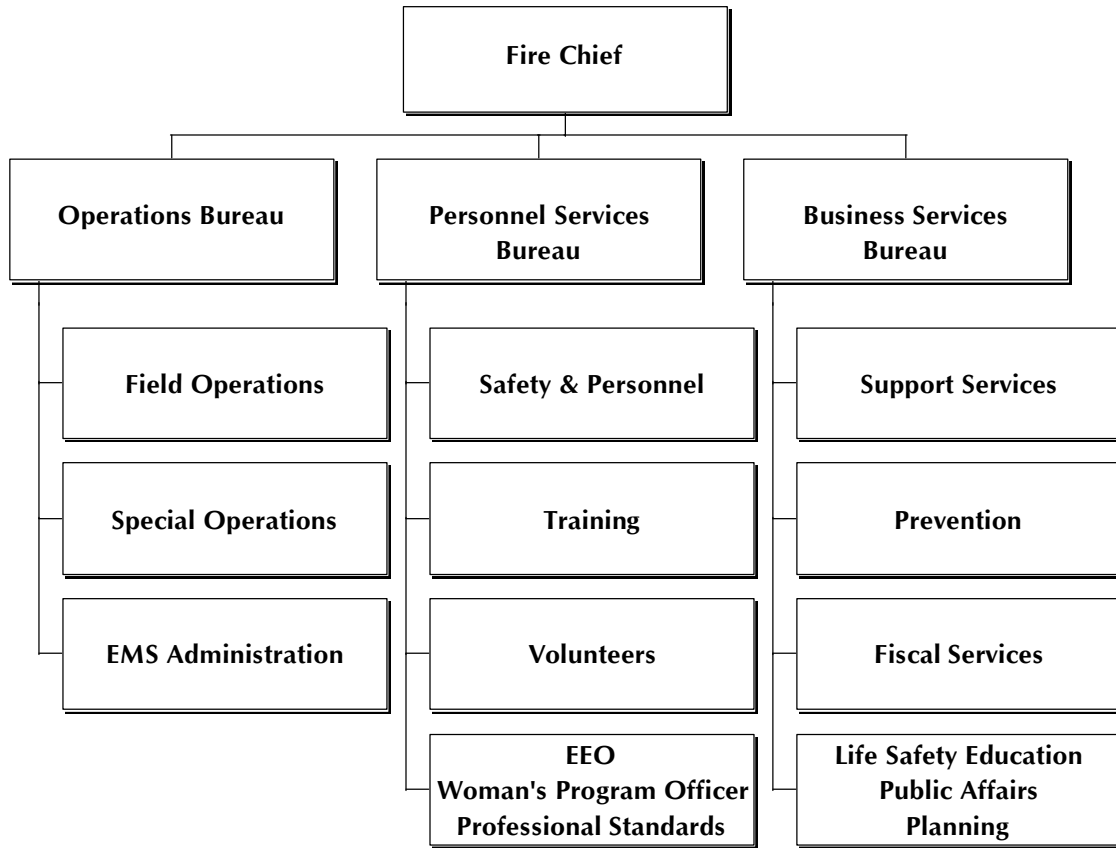 Fire Chief
Operations Bureau
Personnel Services
Bureau
Business Services
Bureau
Field Operations
Safety & Personnel
Support Services
Special Operations
Training
Prevention
EMS Administration
Volunteers
Fiscal Services
EEO
Woman's Program Officer
Professional Standards
Life Safety Education
Public Affairs
Planning